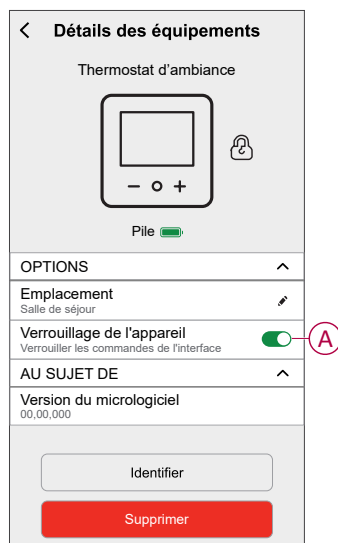 Détails des équipements
Thermostat d'ambiance
Pile
OPTIONS
Emplacement
Salle de séjour
Verrouillage de l'appareil
Verrouiller les commandes de l'interface
A
AU SUJET DE
Version du micrologiciel
00,00,000
Identifier
Supprimer